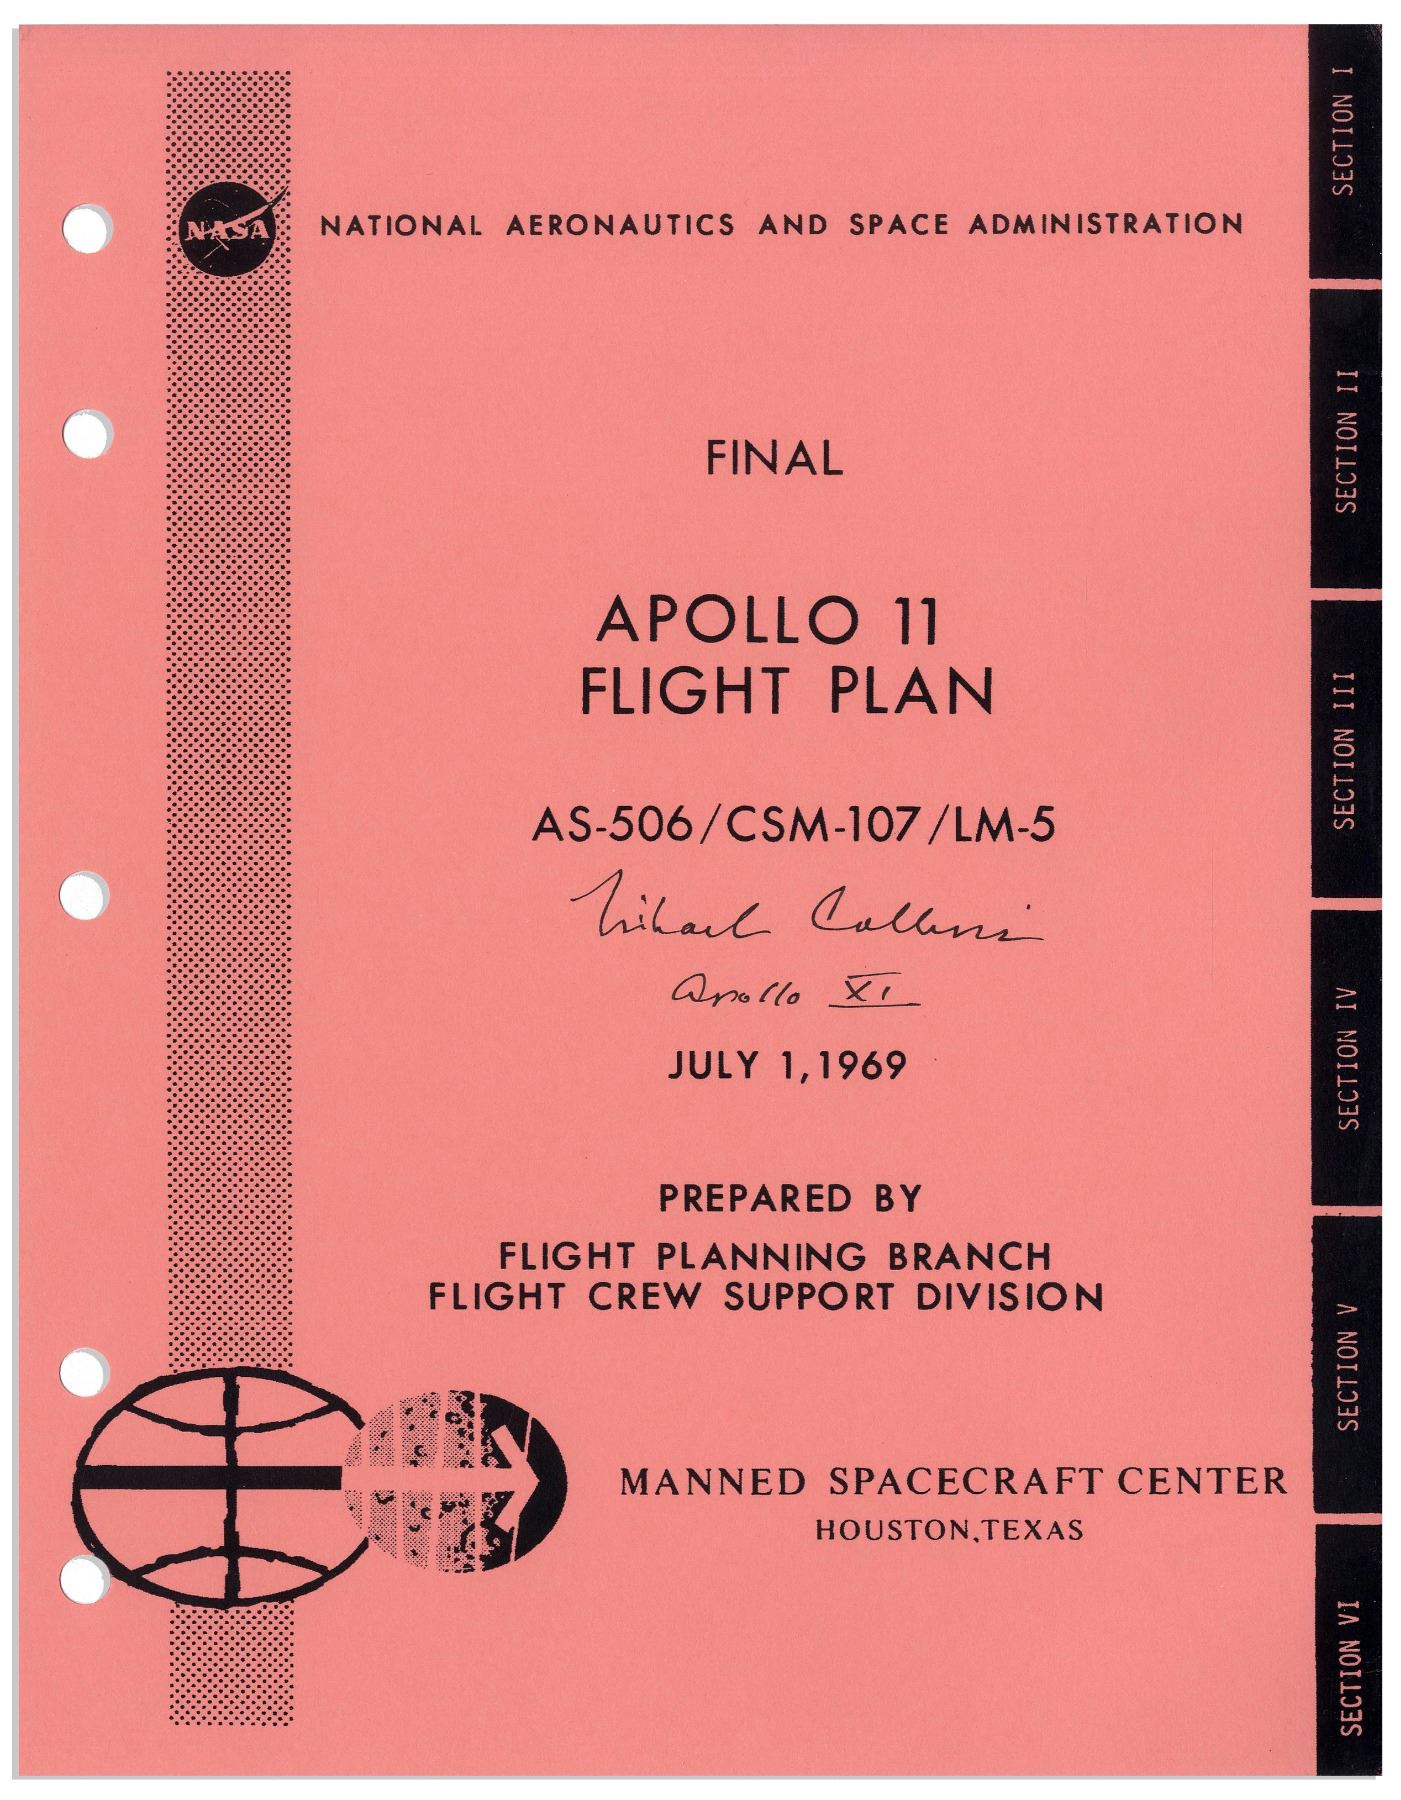 NASA
NATIONAL AERONAUTICS AND SPACE ADMINISTRATION
FINAL
APOLLO 11
FLIGHT PLAN
AS-506/CSM-107/LM-5
Michael Collins
Apollo XI
JULY 1, 1969
PREPARED BY
FLIGHT PLANNING BRANCH
FLIGHT CREW SUPPORT DIVISION
MANNED SPACECRAFT CENTER
HOUSTON, TEXAS
SECTION I
SECTION II
SECTION III
SECTION IV
SECTION V
SECTION VI